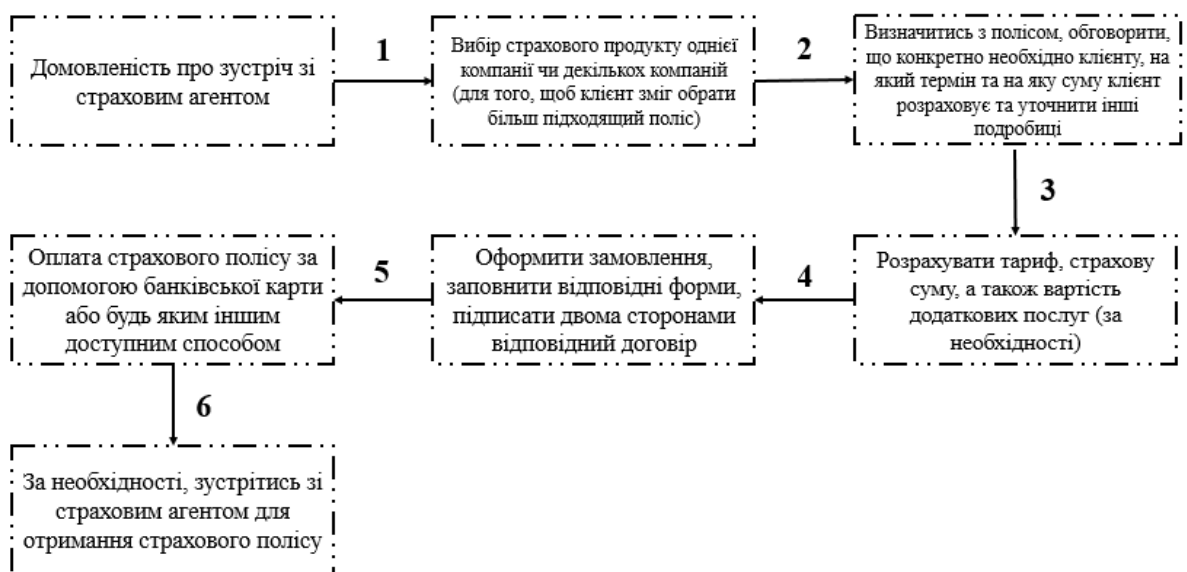 Домовленість про зустріч зі
страховим агентом
1
Вибір страхового продукту однієї
компанії чи декількох компаній
(для того, щоб клієнт зміг обрати
більш підходящий поліс)
2
Визначитись з полісом, обговорити,
що конкретно необхідно клієнту, на
який термін та на яку суму клієнт
розраховує та уточнити інші
подробиці
3
Розрахувати тариф, страхову
суму, а також вартість
додаткових послуг (за
необхідності)
4
Оформити замовлення,
заповнити відповідні форми,
підписати двома сторонами
відповідний договір
5
Оплата страхового полісу за
допомогою банківської карти
або будь яким іншим
доступним способом
6
За необхідності, зустрітись зі
страховим агентом для
отримання страхового полісу